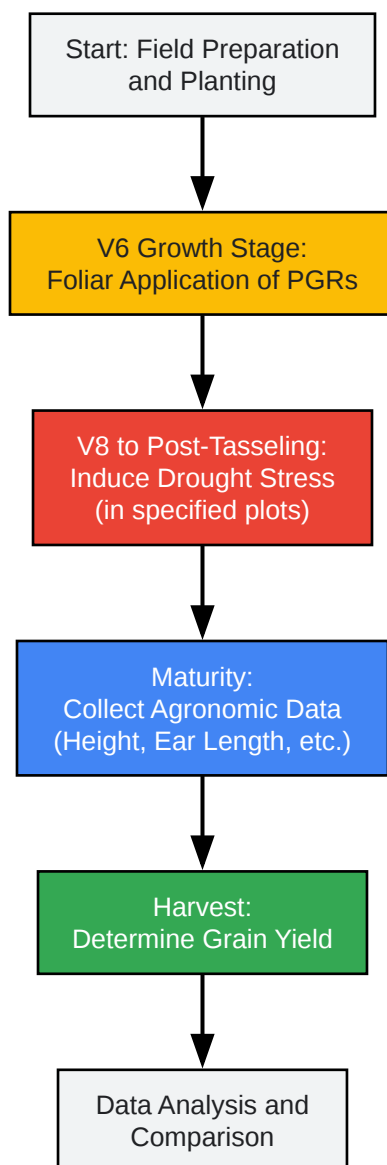 Start: Field Preparation
and Planting
V6 Growth Stage:
Foliar Application of PGRs
V8 to Post-Tasseling:
Induce Drought Stress
(in specified plots)
Maturity:
Collect Agronomic Data
(Height, Ear Length, etc.)
Harvest:
Determine Grain Yield
Data Analysis and
Comparison